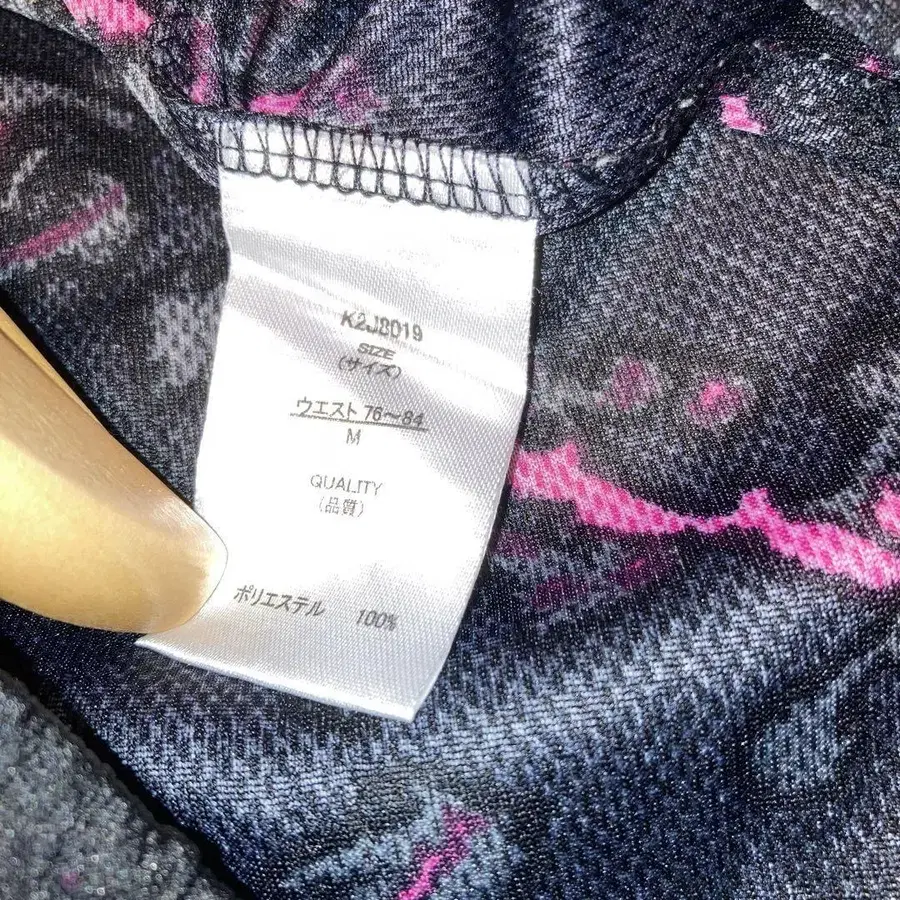 K2J8019
SIZE
(サイズ)
ウエスト 76〜84
M
QUALITY
(品質)
ポリエステル 100%